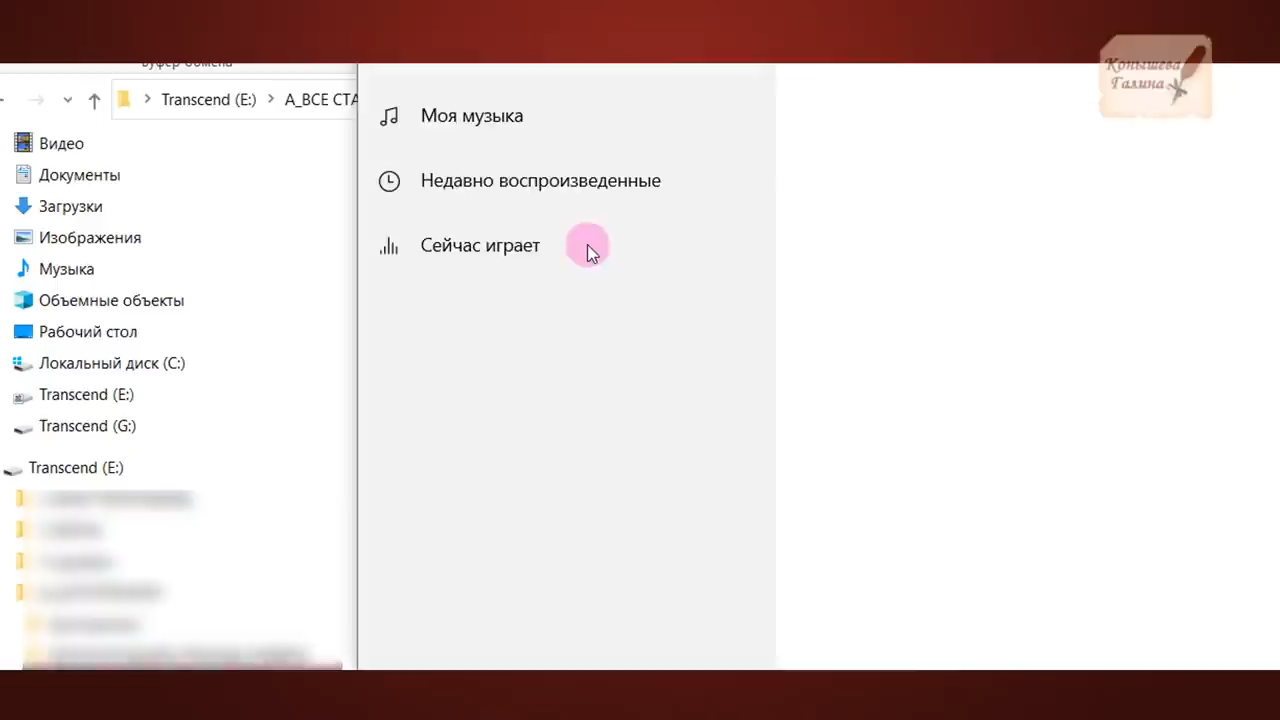 Буфер обмена
Transcend (E:)
А_ВСЕ СТА
Видео
Документы
Загрузки
Изображения
Музыка
Объемные объекты
Рабочий стол
Локальный диск (C:)
Transcend (E:)
Transcend (G:)
Transcend (E:)
Моя музыка
Недавно воспроизведенные
Сейчас играет
Конышева
Галина